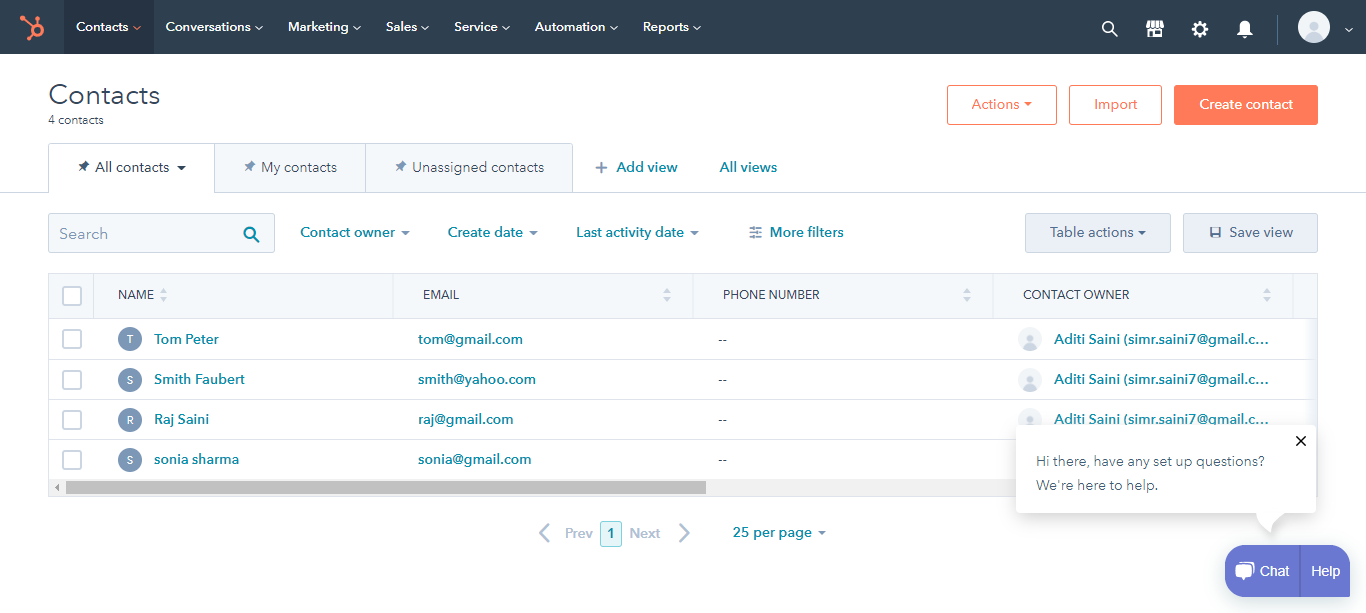 Contacts Conversations Marketing Sales Service Automation Reports
Contacts
4 contacts
Actions Import Create contact
All contacts My contacts Unassigned contacts + Add view All views
Search Contact owner Create date Last activity date More filters Table actions Save view
NAME EMAIL PHONE NUMBER CONTACT OWNER
T Tom Peter tom@gmail.com -- Aditi Saini (simr.saini7@gmail.c...
S Smith Faubert smith@yahoo.com -- Aditi Saini (simr.saini7@gmail.c...
R Raj Saini raj@gmail.com -- Aditi Saini (simr.saini7@gmail.c...
S sonia sharma sonia@gmail.com --
Hi there, have any set up questions?
We're here to help.
Prev 1 Next 25 per page
Chat Help